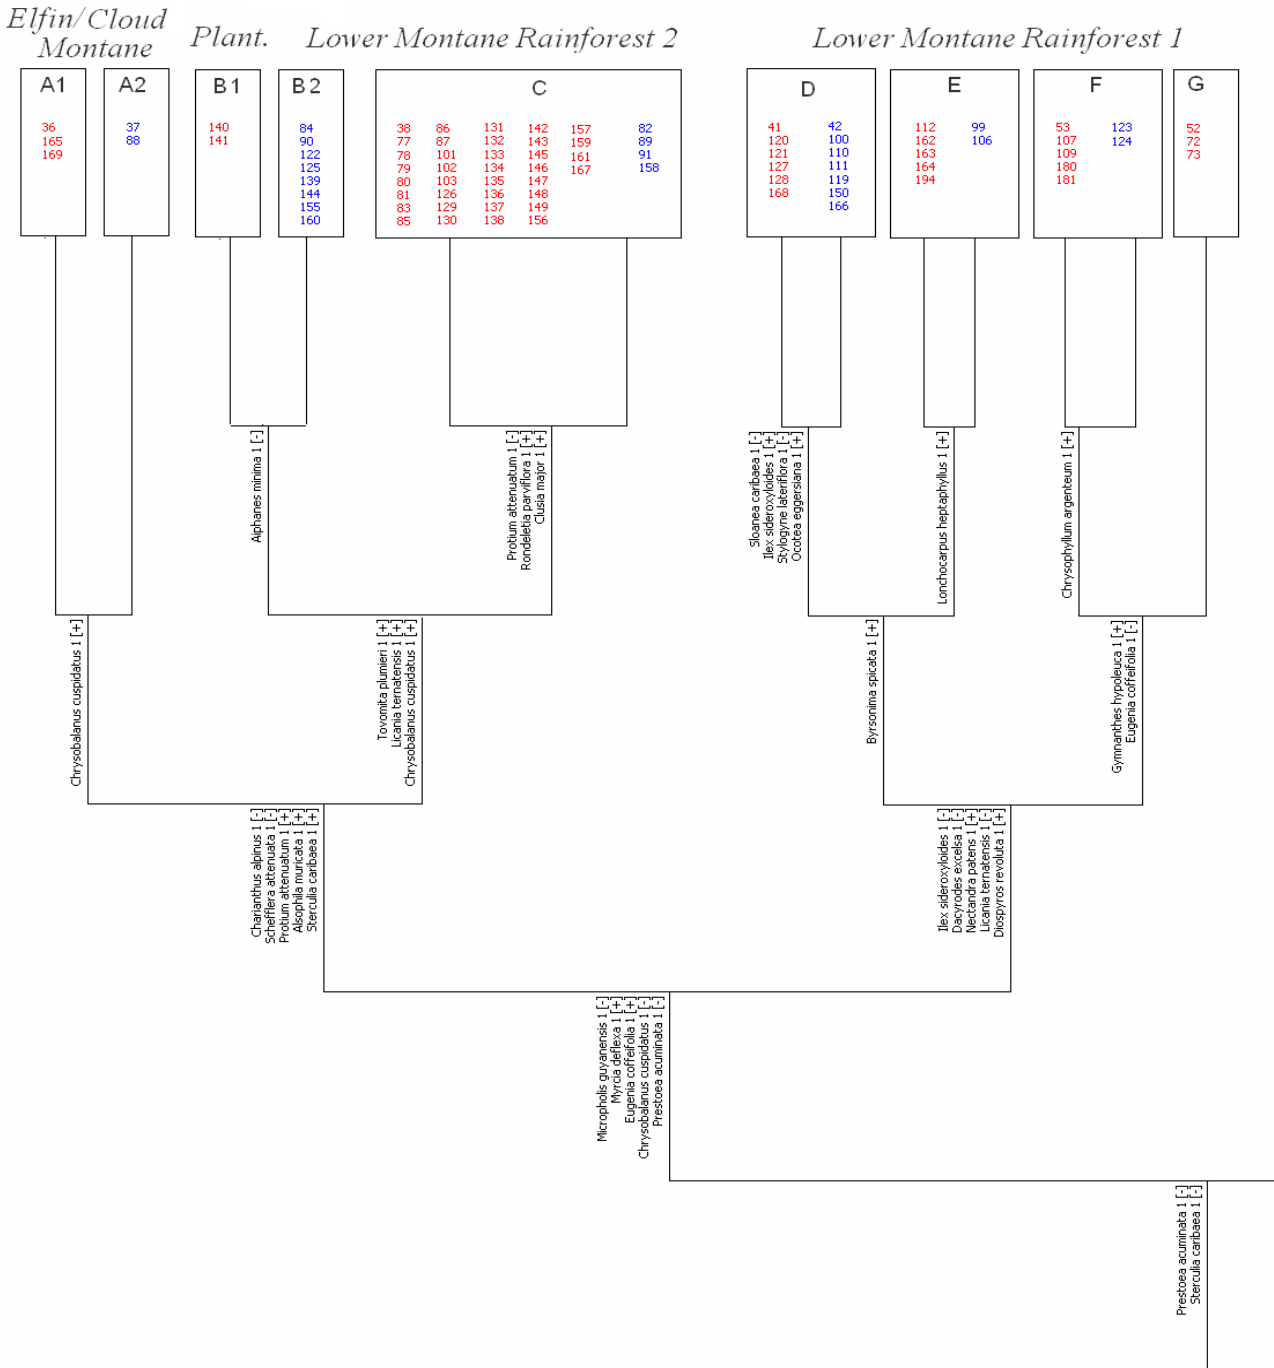 Elfin/Cloud
Montane
Plant.
Lower Montane Rainforest 2
Lower Montane Rainforest 1
A1
36
165
169
A2
37
88
B1
140
141
B2
84
90
122
125
139
144
155
160
C
38 86 131 142 157 82
77 87 132 143 159 89
78 101 133 145 161 91
79 102 134 146 167 158
80 103 135 147
81 126 136 148
83 129 137 149
85 130 138 156
D
41 42
120 100
121 110
127 111
128 119
168 150
166
E
112 99
162 106
163
164
194
F
53 123
107 124
109
180
181
G
52
72
73
Aiphanes minima 1 [-]
Protium attenuatum 1 [-]
Rondeletia parviflora 1 [+]
Clusia major 1 [+]
Sloanea caribaea 1 [-]
Ilex sideroxyloides 1 [+]
Stylogyne lateriflora 1 [-]
Ocotea eggersiana 1 [+]
Lonchocarpus heptaphyllus 1 [+]
Chrysophyllum argenteum 1 [+]
Chrysobalanus cuspidatus 1 [+]
Tovomita plumieri 1 [+]
Licania ternatensis 1 [+]
Chrysobalanus cuspidatus 1 [+]
Byrsonima spicata 1 [+]
Gymnanthes hypoleuca 1 [+]
Eugenia coffeifolia 1 [-]
Charianthus alpinus 1 [-]
Schefflera attenuata 1 [-]
Protium attenuatum 1 [+]
Alsophila muricata 1 [+]
Sterculia caribaea 1 [+]
Ilex sideroxyloides 1 [-]
Dacyrodes excelsa 1 [-]
Nectandra patens 1 [+]
Licania ternatensis 1 [-]
Diospyros revoluta 1 [+]
Micropholis guyanensis 1 [-]
Myrcia deflexa 1 [+]
Eugenia coffeifolia 1 [+]
Chrysobalanus cuspidatus 1 [-]
Prestoea acuminata 1 [-]
Prestoea acuminata 1 [-]
Sterculia caribaea 1 [-]